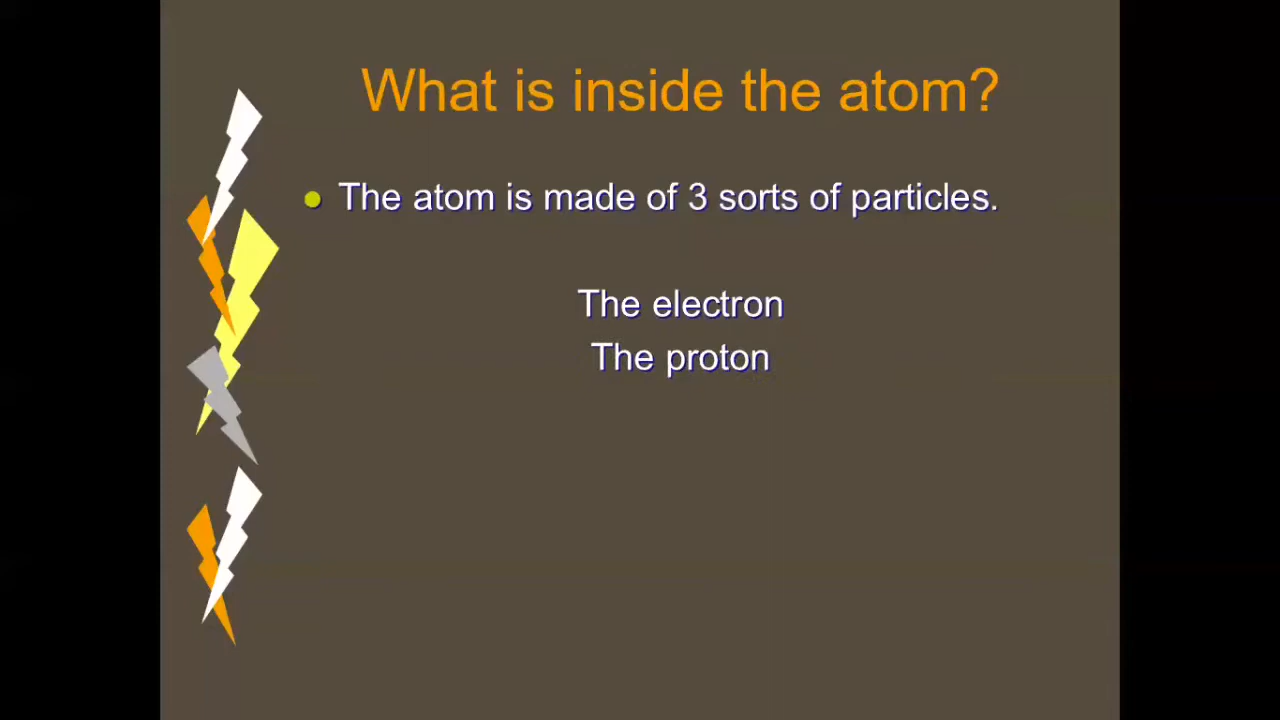 What is inside the atom?
The atom is made of 3 sorts of particles.
The electron
The proton